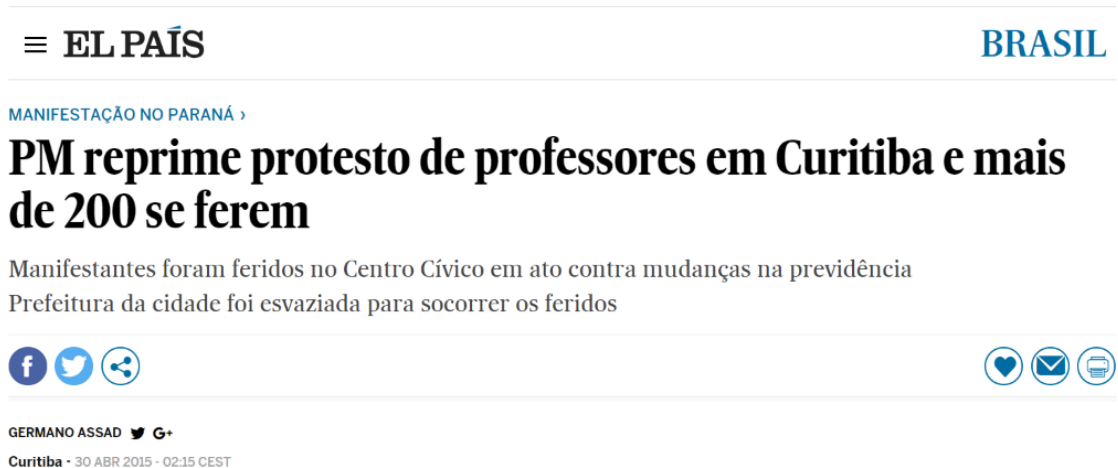 EL PAÍS
BRASIL
MANIFESTAÇÃO NO PARANÁ ›
PM reprime protesto de professores em Curitiba e mais
de 200 se ferem
Manifestantes foram feridos no Centro Cívico em ato contra mudanças na previdência
Prefeitura da cidade foi esvaziada para socorrer os feridos
GERMANO ASSAD G+
Curitiba - 30 ABR 2015 - 02:15 CEST